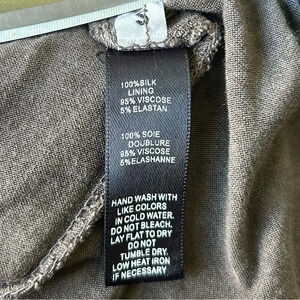 100%SILK
LINING
95% VISCOSE
5% ELASTAN
100% SOIE
DOUBLURE
95% VISCOSE
5%ELASHANNE
HAND WASH WITH
LIKE COLORS
IN COLD WATER.
DO NOT BLEACH.
LAY FLAT TO DRY
DO NOT
TUMBLE DRY.
LOW HEAT IRON
IF NECESSARY